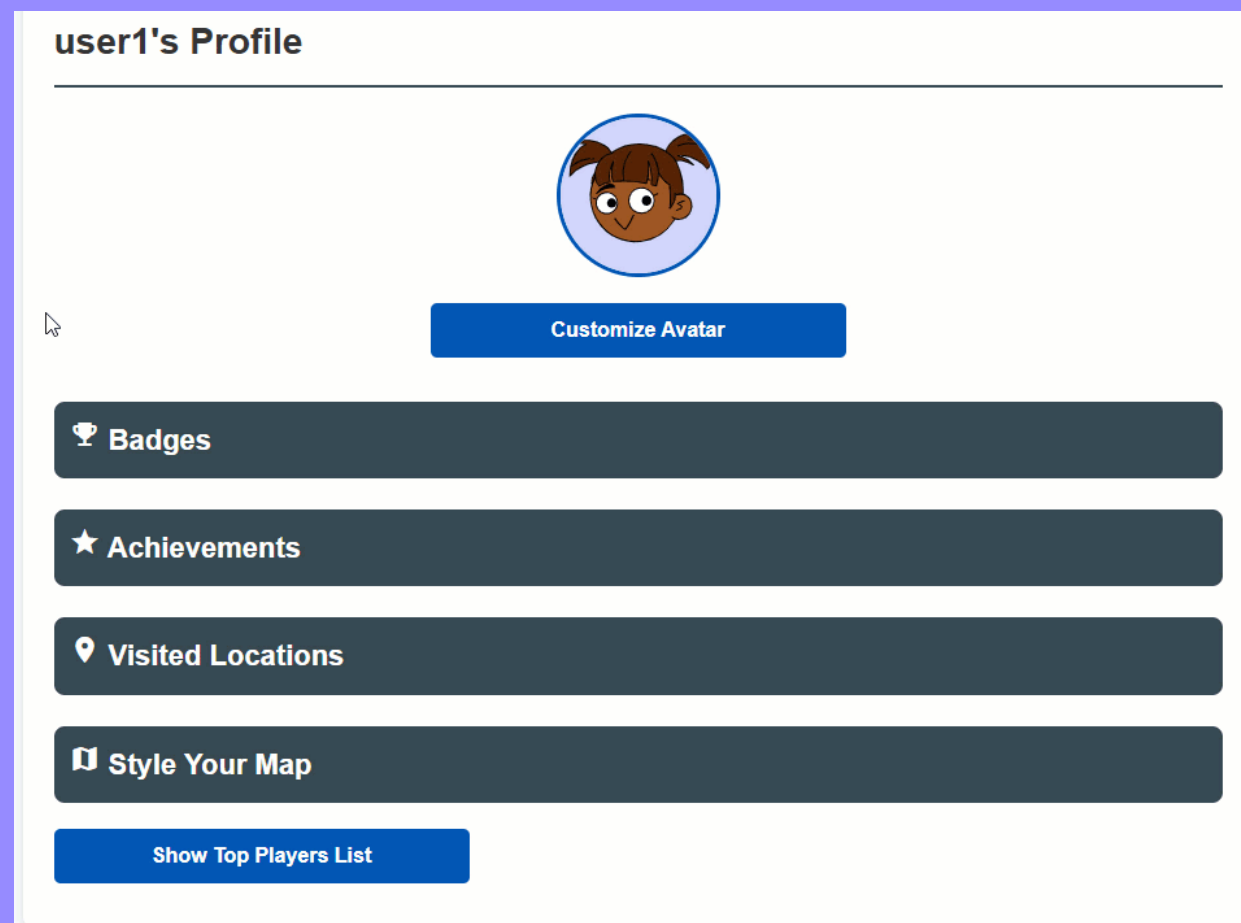 user1's Profile
Customize Avatar
Badges
Achievements
Visited Locations
Style Your Map
Show Top Players List